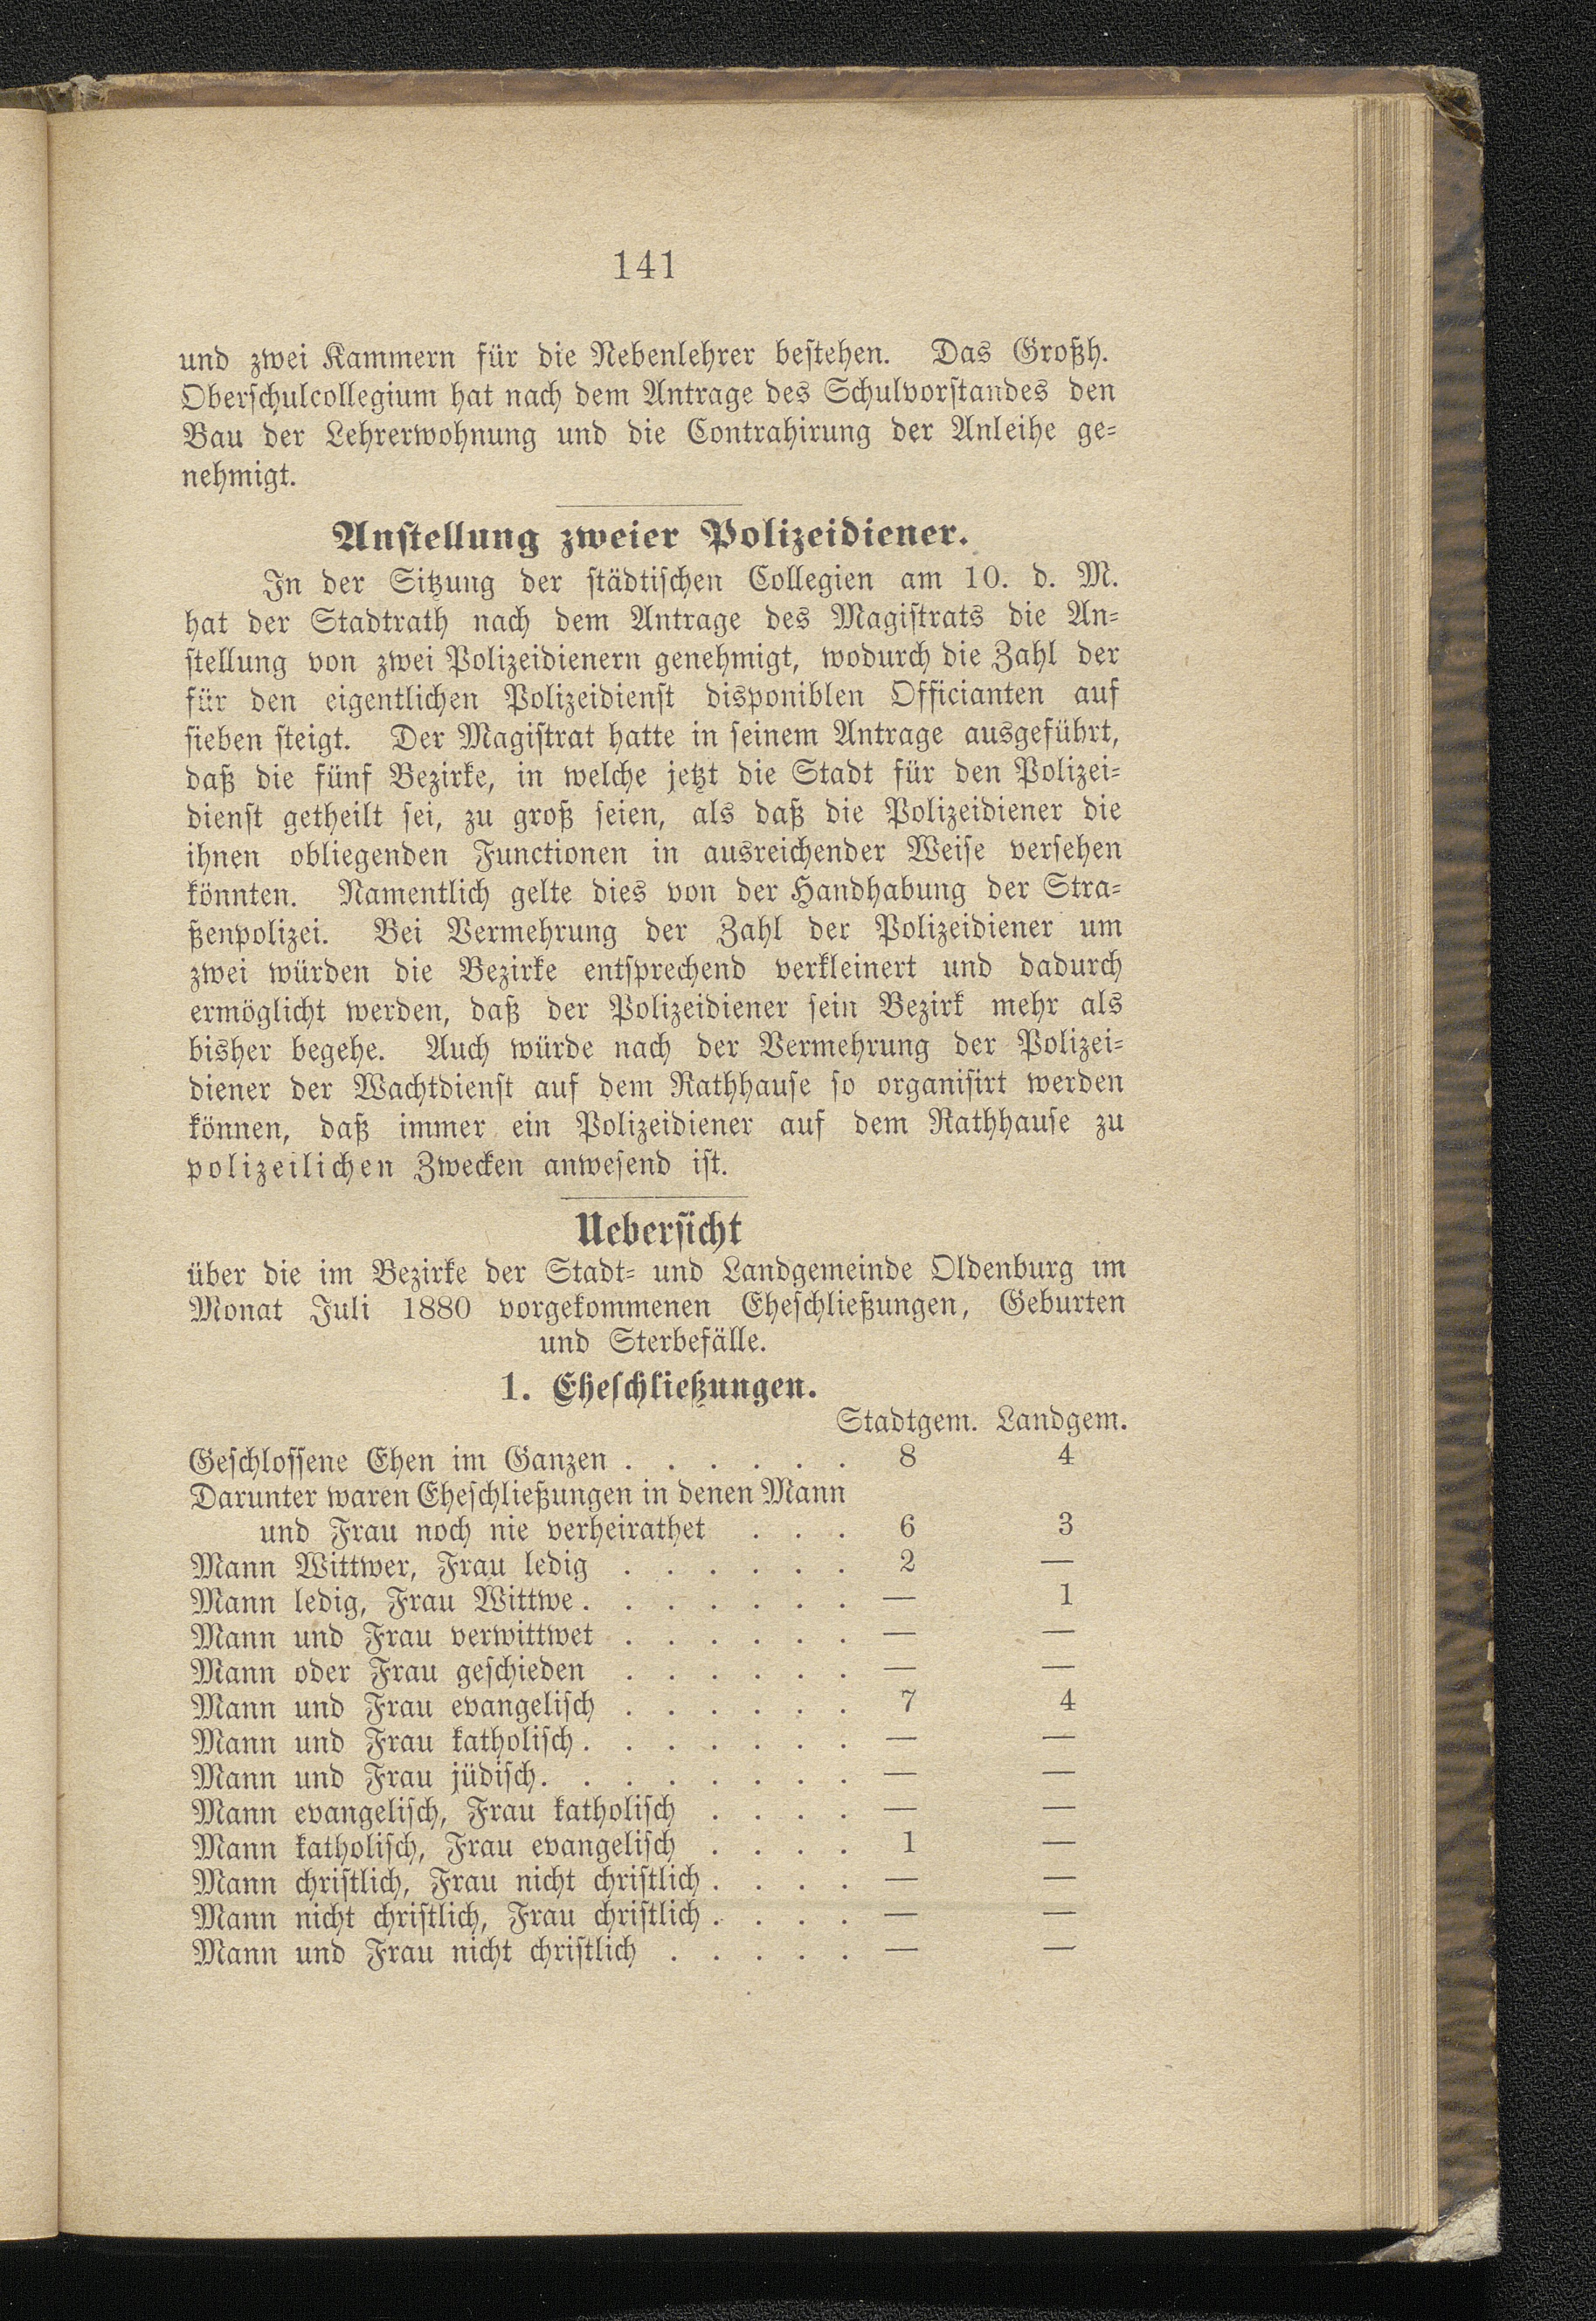 141
und zwei Kammern für die Nebenlehrer bestehen. Das Großh.
Oberschulcollegium hat nach dem Antrage des Schulvorstandes den
Bau der Lehrerwohnung und die Contrahirung der Anleihe ge-
nehmigt.
Anstellung zweier Polizeidiener.
In der Sitzung der städtischen Collegien am 10. d. M.
hat der Stadtrath nach dem Antrage des Magistrats die An-
stellung von zwei Polizeidienern genehmigt, wodurch die Zahl der
für den eigentlichen Polizeidienst disponiblen Officianten auf
sieben steigt. Der Magistrat hatte in seinem Antrage ausgeführt,
daß die fünf Bezirke, in welche jetzt die Stadt für den Polizei-
dienst getheilt sei, zu groß seien, als daß die Polizeidiener die
ihnen obliegenden Functionen in ausreichender Weise versehen
könnten. Namentlich gelte dies von der Handhabung der Stra-
ßenpolizei. Bei Vermehrung der Zahl der Polizeidiener um
zwei würden die Bezirke entsprechend verkleinert und dadurch
ermöglicht werden, daß der Polizeidiener sein Bezirk mehr als
bisher begehe. Auch würde nach der Vermehrung der Polizei-
diener der Wachtdienst auf dem Rathhause so organisirt werden
können, daß immer ein Polizeidiener auf dem Rathhause zu
polizeilichen Zwecken anwesend ist.
Uebersicht
über die im Bezirke der Stadt- und Landgemeinde Oldenburg im
Monat Juli 1880 vorgekommenen Eheschließungen, Geburten
und Sterbefälle.
1. Eheschließungen.
Stadtgem. Landgem.
Geschlossene Ehen im Ganzen . . . . . . 8 4
Darunter waren Eheschließungen in denen Mann
und Frau noch nie verheirathet . . . 6 3
Mann Wittwer, Frau ledig . . . . . . 2 —
Mann ledig, Frau Wittwe . . . . . . . — 1
Mann und Frau verwittwet . . . . . . — —
Mann oder Frau geschieden . . . . . . — —
Mann und Frau evangelisch . . . . . . 7 4
Mann und Frau katholisch . . . . . . . — —
Mann und Frau jüdisch . . . . . . . . — —
Mann evangelisch, Frau katholisch . . . . — —
Mann katholisch, Frau evangelisch . . . . 1 —
Mann christlich, Frau nicht christlich . . . . — —
Mann nicht christlich, Frau christlich . . . . — —
Mann und Frau nicht christlich . . . . . — —